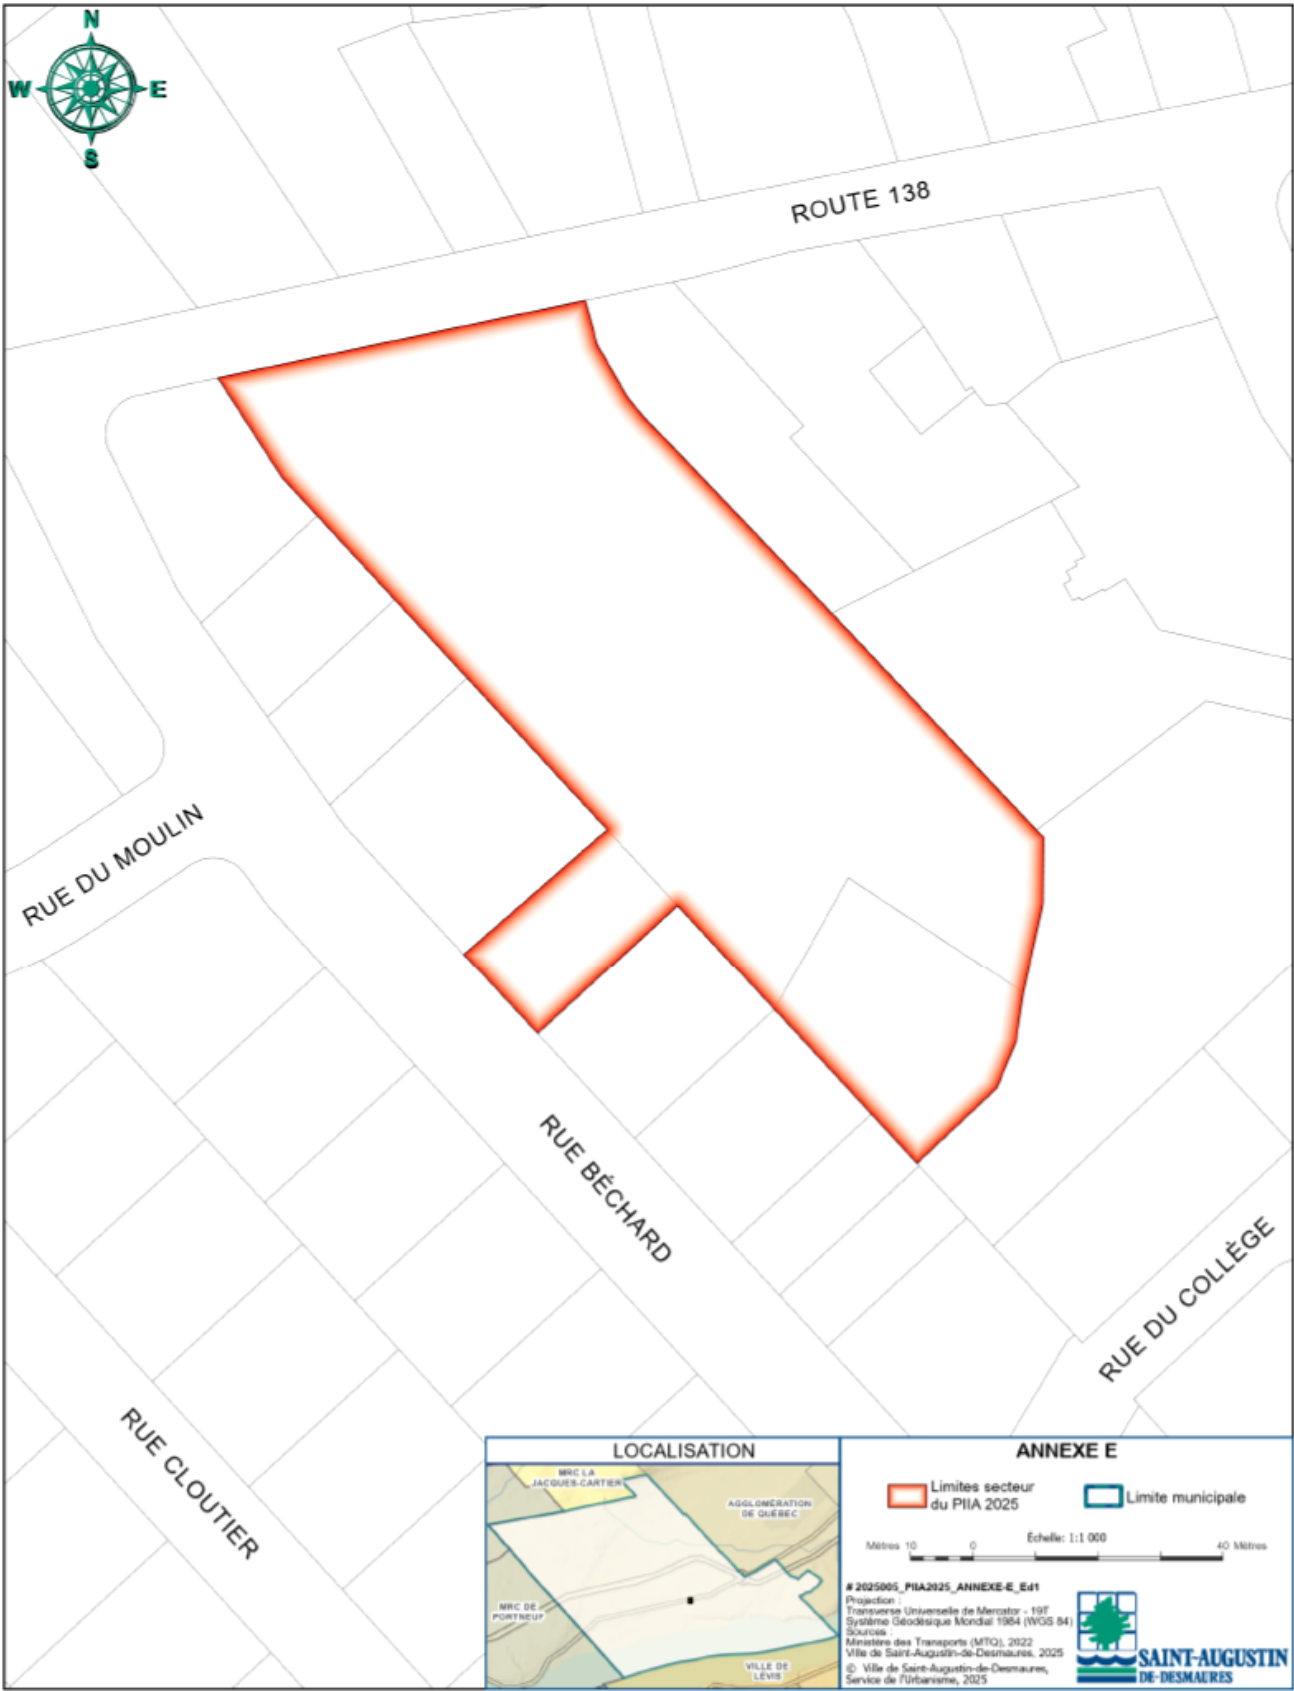 N
W E
S
ROUTE 138
RUE DU MOULIN
RUE BÉCHARD
RUE DU COLLÈGE
RUE CLOUTIER
LOCALISATION
MRC LA
JACQUES-CARTIER
AGGLOMÉRATION
DE QUÉBEC
MRC DE
PORTNEUF
VILLE DE
LÉVIS
ANNEXE E
Limites secteur
du PIIA 2025
Limite municipale
Échelle: 1:1 000
Mètres 10 0 40 Mètres
# 2025005_PIIA2025_ANNEXE-E_Ed1
Projection :
Transverse Universelle de Mercator - 19T
Système Géodésique Mondial 1984 (WGS 84)
Sources :
Ministère des Transports (MTQ), 2022
Ville de Saint-Augustin-de-Desmaures, 2025
© Ville de Saint-Augustin-de-Desmaures,
Service de l'Urbanisme, 2025
SAINT-AUGUSTIN
DE-DESMAURES